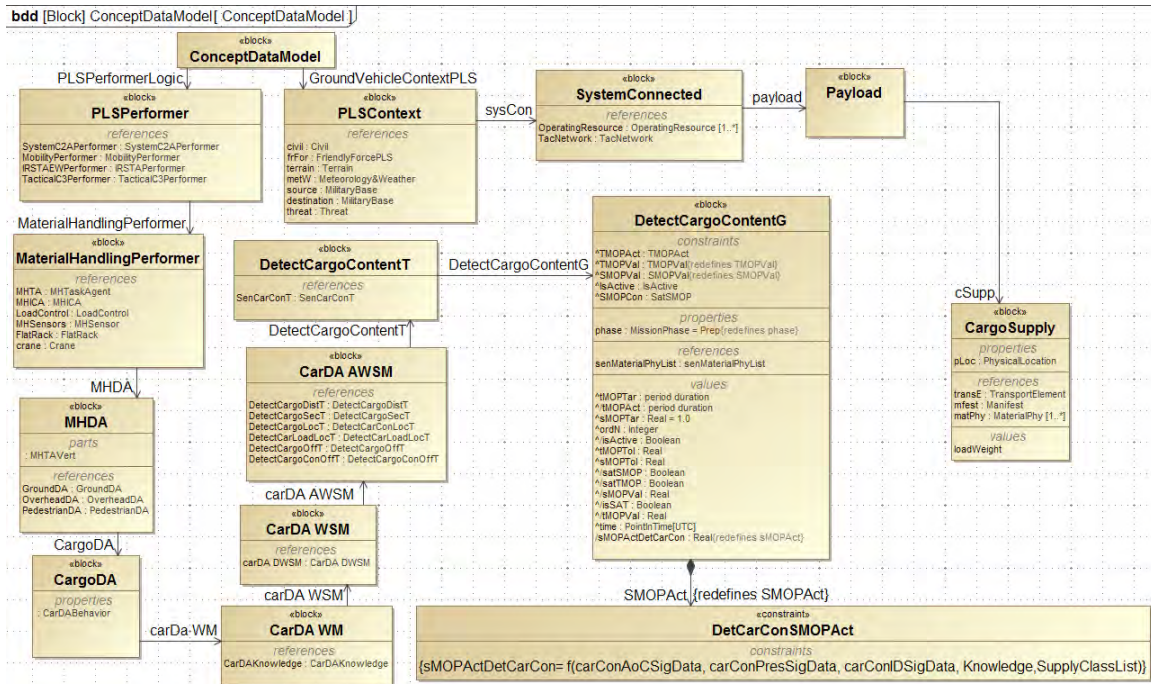 bdd [Block] ConceptDataModel[ ConceptDataModel ]
«block»
ConceptDataModel
PLSPerformerLogic
GroundVehicleContextPLS
«block»
PLSPerformer
references
SystemC2APerformer : SystemC2APerformer
MobilityPerformer : MobilityPerformer
IRSTAEWPerformer : IRSTAPerformer
TacticalC3Performer : TacticalC3Performer
«block»
PLSContext
references
civil : Civil
frFor : FriendlyForcePLS
terrain : Terrain
metW : Meteorology&Weather
source : MilitaryBase
destination : MilitaryBase
threat : Threat
sysCon
«block»
SystemConnected
references
OperatingResource : OperatingResource [1..*]
TacNetwork : TacNetwork
payload
«block»
Payload
cSupp
«block»
CargoSupply
properties
pLoc : PhysicalLocation
references
transE : TransportElement
mfest : Manifest
matPhy : MaterialPhy [1..*]
values
loadWeight
MaterialHandlingPerformer
«block»
MaterialHandlingPerformer
references
MHTA : MHTaskAgent
MHICA : MHICA
LoadControl : LoadControl
MHSensors : MHSensor
FlatRack : FlatRack
crane : Crane
MHDA
«block»
MHDA
parts
: MHTAVert
references
GroundDA : GroundDA
OverheadDA : OverheadDA
PedestrianDA : PedestrianDA
CargoDA
«block»
CargoDA
properties
: CarDABehavior
carDa-WM
«block»
CarDA WM
references
CarDAKnowledge : CarDAKnowledge
carDA WSM
«block»
CarDA WSM
references
carDA DWSM : CarDA DWSM
carDA AWSM
«block»
CarDA AWSM
references
DetectCargoDistT : DetectCargoDistT
DetectCargoSecT : DetectCargoSecT
DetectCargoLocT : DetectCarConLocT
DetectCarLoadLocT : DetectCarLoadLocT
DetectCargoOffT : DetectCargoOffT
DetectCargoConOffT : DetectCargoConOffT
DetectCargoContentT
«block»
DetectCargoContentT
references
SenCarConT : SenCarConT
DetectCargoContentG
«block»
DetectCargoContentG
constraints
^TMOPAct : TMOPAct
^TMOPVal : TMOPVal{redefines TMOPVal}
^SMOPVal : SMOPVal{redefines SMOPVal}
^IsActive : IsActive
^SMOPCon : SatSMOP
properties
phase : MissionPhase = Prep{redefines phase}
references
senMaterialPhyList : senMaterialPhyList
values
^tMOPTar : period duration
^/tMOPAct : period duration
^sMOPTar : Real = 1.0
^ordN : Integer
^/isActive : Boolean
^tMOPTol : Real
^sMOPTol : Real
^/satSMOP : Boolean
^/satTMOP : Boolean
^/sMOPVal : Real
^/isSAT : Boolean
^/tMOPVal : Real
^time : PointInTime[UTC]
/sMOPActDetCarCon : Real{redefines sMOPAct}
SMOPAct {redefines SMOPAct}
«constraint»
DetCarConSMOPAct
constraints
{sMOPActDetCarCon= f(carConAoCSigData, carConPresSigData, carConIDSigData, Knowledge,SupplyClassList)}